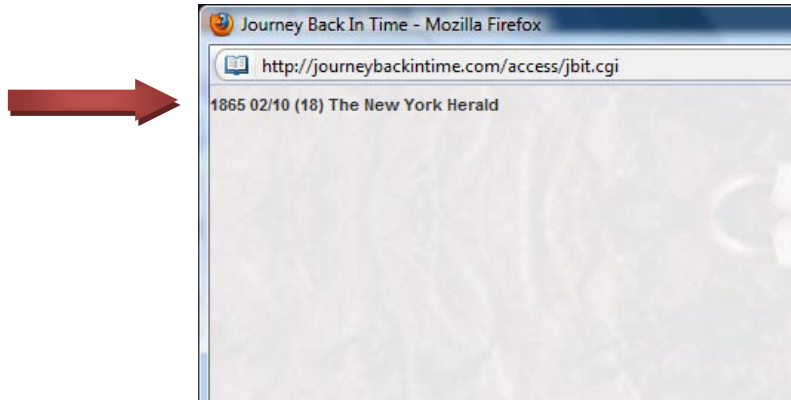 Journey Back In Time - Mozilla Firefox
http://journeybackintime.com/access/jbit.cgi
1865 02/10 (18) The New York Herald